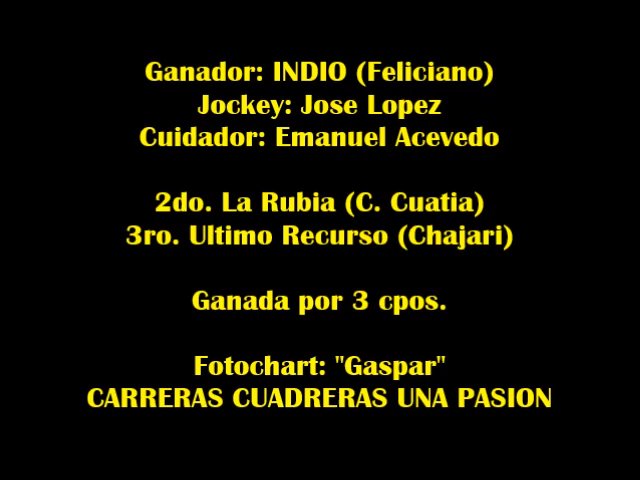 Ganador: INDIO (Feliciano)
Jockey: Jose Lopez
Cuidador: Emanuel Acevedo
2do. La Rubia (C. Cuatia)
3ro. Ultimo Recurso (Chajari)
Ganada por 3 cpos.
Fotochart: "Gaspar"
CARRERAS CUADRERAS UNA PASION